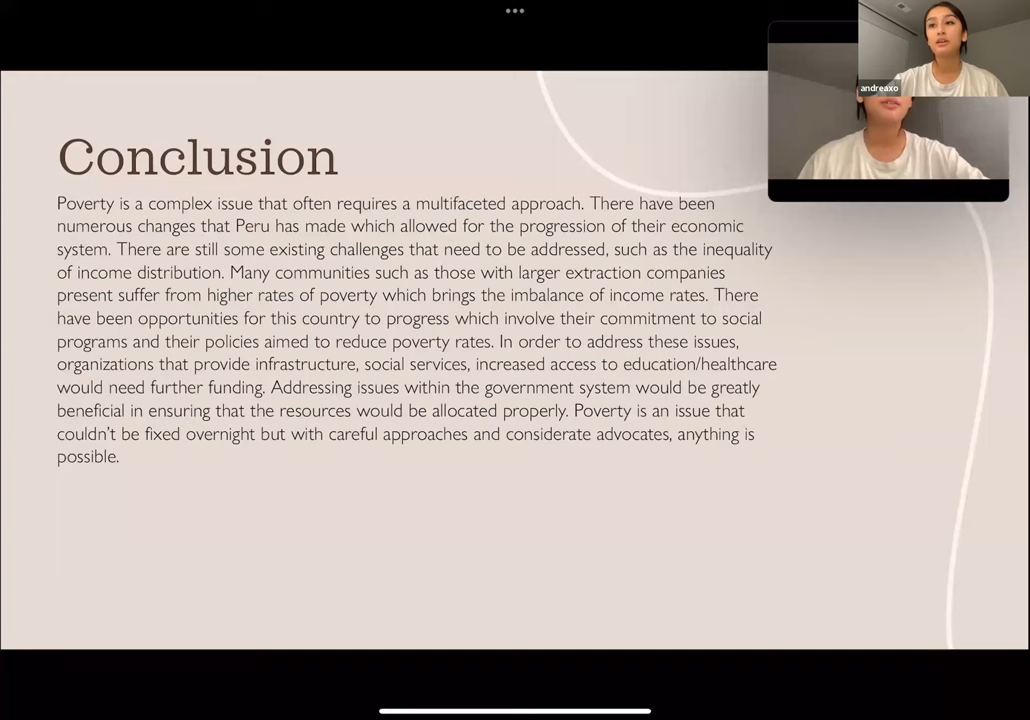 andreaxo
Conclusion
Poverty is a complex issue that often requires a multifaceted approach. There have been
numerous changes that Peru has made which allowed for the progression of their economic
system. There are still some existing challenges that need to be addressed, such as the inequality
of income distribution. Many communities such as those with larger extraction companies
present suffer from higher rates of poverty which brings the imbalance of income rates. There
have been opportunities for this country to progress which involve their commitment to social
programs and their policies aimed to reduce poverty rates. In order to address these issues,
organizations that provide infrastructure, social services, increased access to education/healthcare
would need further funding. Addressing issues within the government system would be greatly
beneficial in ensuring that the resources would be allocated properly. Poverty is an issue that
couldn't be fixed overnight but with careful approaches and considerate advocates, anything is
possible.